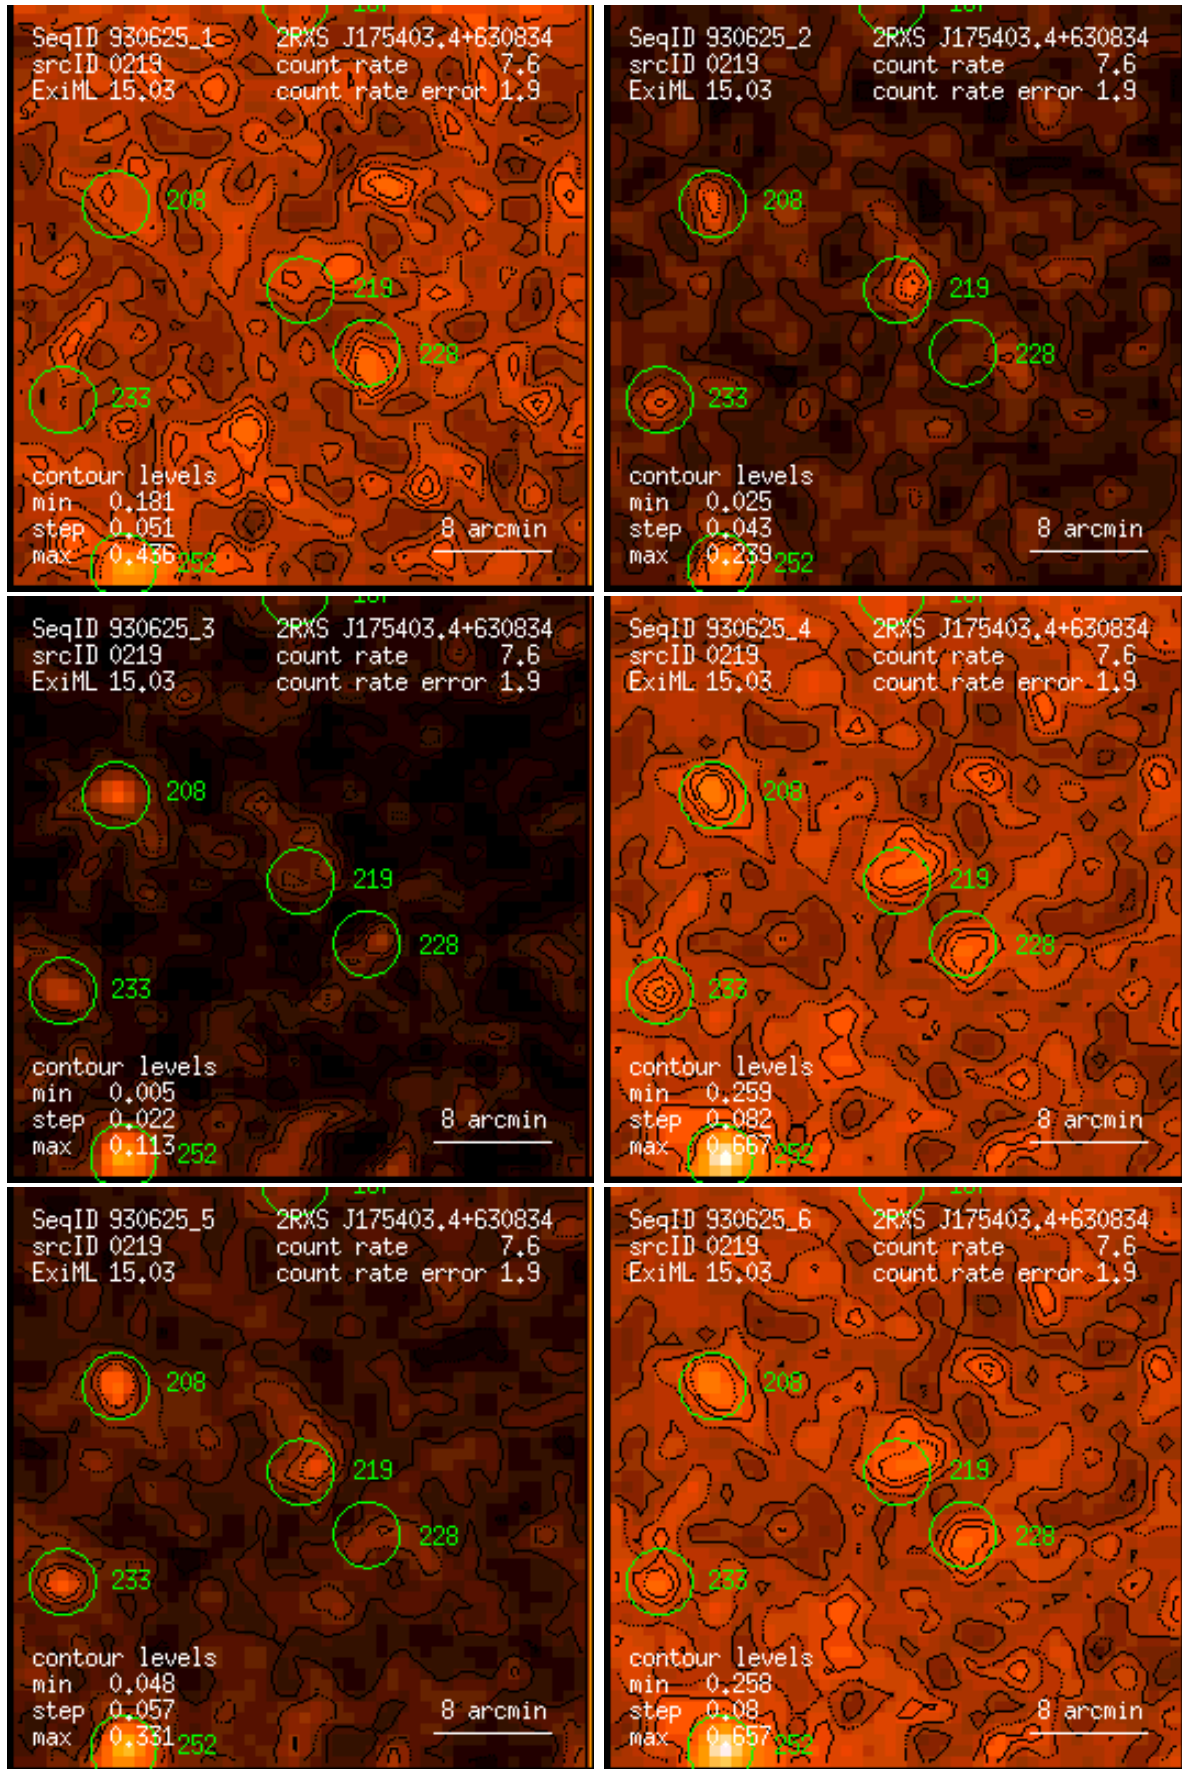 SeqID 930625_1 2RXS J175403.4+630834
srcID 0219 count rate 7.6
ExiML 15.03 count rate error 1.9
208
219
228
233
contour levels
min 0.181
step 0.051 8 arcmin
max 0.436 252
SeqID 930625_2 2RXS J175403.4+630834
srcID 0219 count rate 7.6
ExiML 15.03 count rate error 1.9
208
219
228
233
contour levels
min 0.025
step 0.043 8 arcmin
max 0.239 252
SeqID 930625_3 2RXS J175403.4+630834
srcID 0219 count rate 7.6
ExiML 15.03 count rate error 1.9
208
219
228
233
contour levels
min 0.005
step 0.022 8 arcmin
max 0.113 252
SeqID 930625_4 2RXS J175403.4+630834
srcID 0219 count rate 7.6
ExiML 15.03 count rate error 1.9
208
219
228
233
contour levels
min 0.259
step 0.082 8 arcmin
max 0.667 252
SeqID 930625_5 2RXS J175403.4+630834
srcID 0219 count rate 7.6
ExiML 15.03 count rate error 1.9
208
219
228
233
contour levels
min 0.048
step 0.057 8 arcmin
max 0.331 252
SeqID 930625_6 2RXS J175403.4+630834
srcID 0219 count rate 7.6
ExiML 15.03 count rate error 1.9
208
219
228
233
contour levels
min 0.258
step 0.08 8 arcmin
max 0.657 252